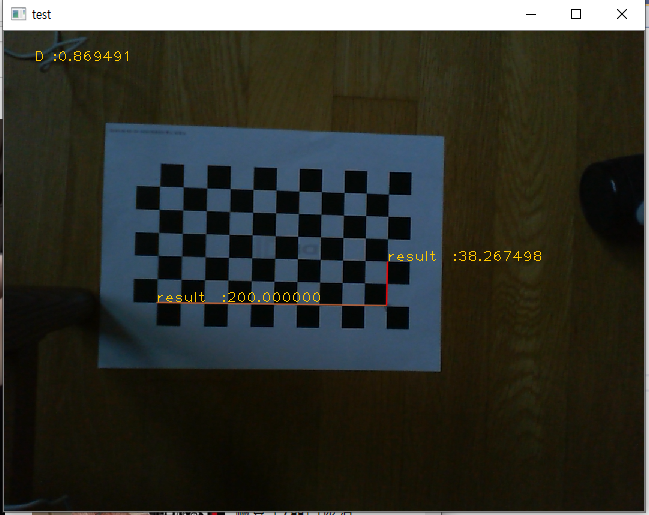 test
D :0.869491
result :38.267498
result :200.000000